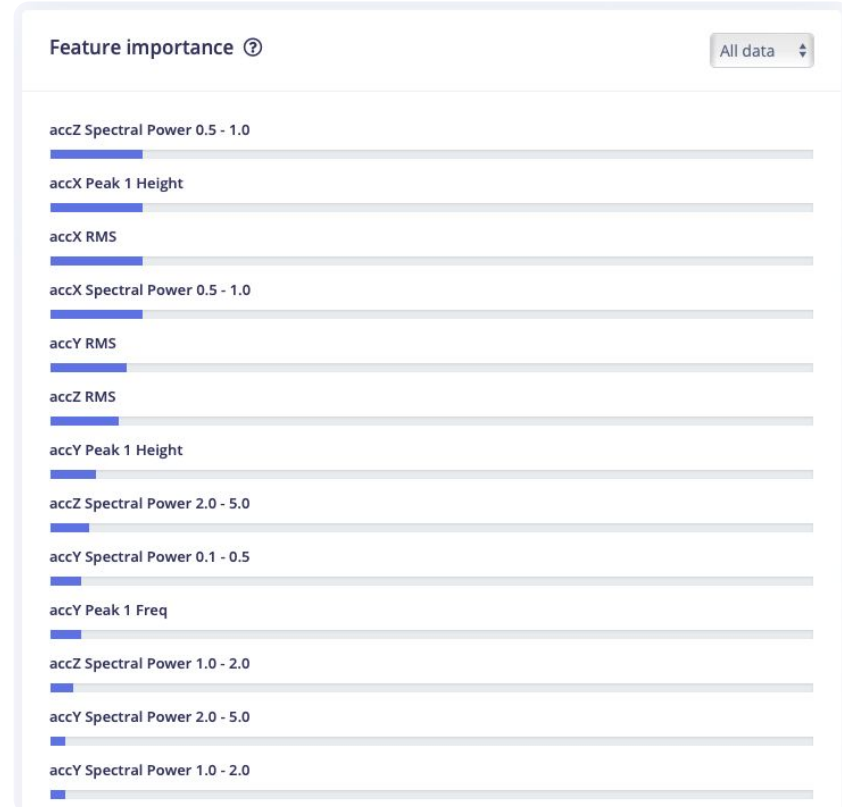 Feature importance ?
All data
accZ Spectral Power 0.5 - 1.0
accX Peak 1 Height
accX RMS
accX Spectral Power 0.5 - 1.0
accY RMS
accZ RMS
accY Peak 1 Height
accZ Spectral Power 2.0 - 5.0
accY Spectral Power 0.1 - 0.5
accY Peak 1 Freq
accZ Spectral Power 1.0 - 2.0
accY Spectral Power 2.0 - 5.0
accY Spectral Power 1.0 - 2.0